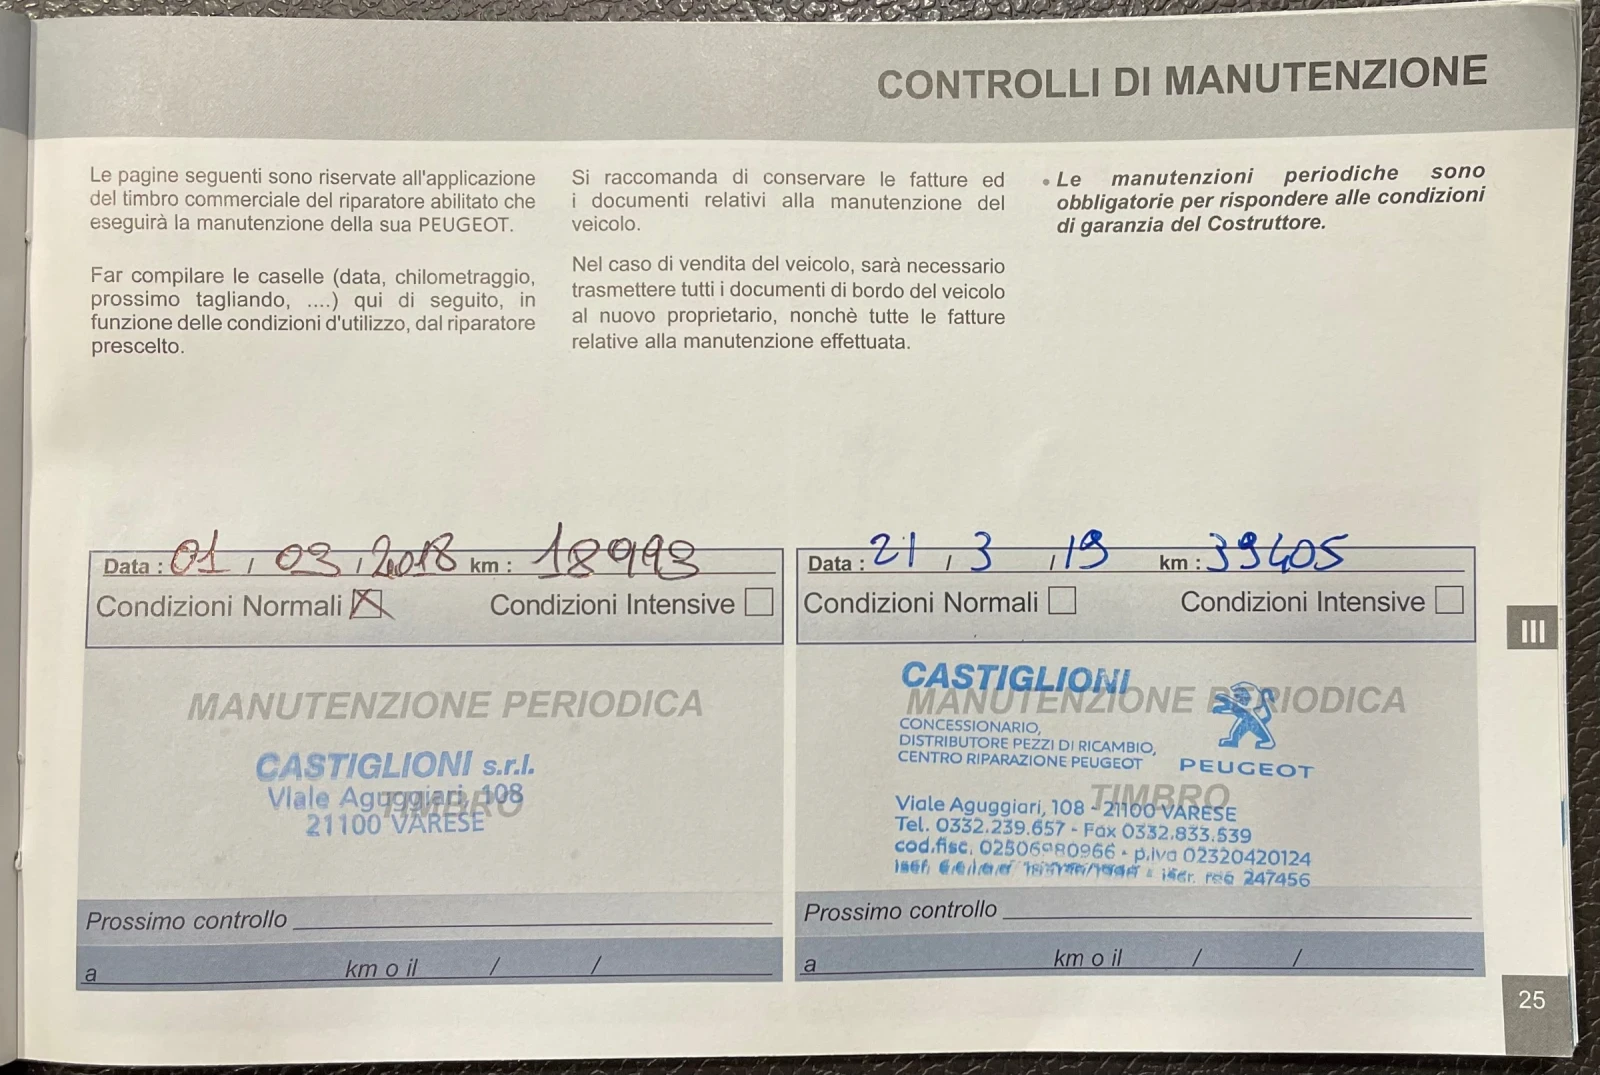 CONTROLLI DI MANUTENZIONE
Le pagine seguenti sono riservate all'applicazione
del timbro commerciale del riparatore abilitato che
eseguirà la manutenzione della sua PEUGEOT.
Far compilare le caselle (data, chilometraggio,
prossimo tagliando, ....) qui di seguito, in
funzione delle condizioni d'utilizzo, dal riparatore
prescelto.
Si raccomanda di conservare le fatture ed
i documenti relativi alla manutenzione del
veicolo.
Nel caso di vendita del veicolo, sarà necessario
trasmettere tutti i documenti di bordo del veicolo
al nuovo proprietario, nonchè tutte le fatture
relative alla manutenzione effettuata.
• Le manutenzioni periodiche sono
obbligatorie per rispondere alle condizioni
di garanzia del Costruttore.
Data : 01 / 03 / 2018 km : 18993
Condizioni Normali Condizioni Intensive
MANUTENZIONE PERIODICA
CASTIGLIONI s.r.l.
Viale Aguggiari, 108
TIMBRO
21100 VARESE
Prossimo controllo
a km o il / /
Data : 21 / 3 / 19 km : 39405
Condizioni Normali Condizioni Intensive
CASTIGLIONI
MANUTENZIONE PERIODICA
CONCESSIONARIO,
DISTRIBUTORE PEZZI DI RICAMBIO,
CENTRO RIPARAZIONE PEUGEOT
PEUGEOT
TIMBRO
Viale Aguggiari, 108 - 21100 VARESE
Tel. 0332.239.657 - Fax 0332.833.539
cod.fisc. 02506980966 - p.iva 02320420124
iscr. rea 247456
Prossimo controllo
a km o il / /
III
25